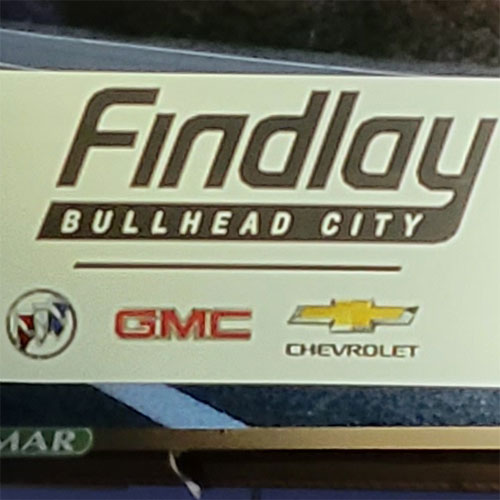 Findlay
BULLHEAD CITY
GMC
CHEVROLET
MAR